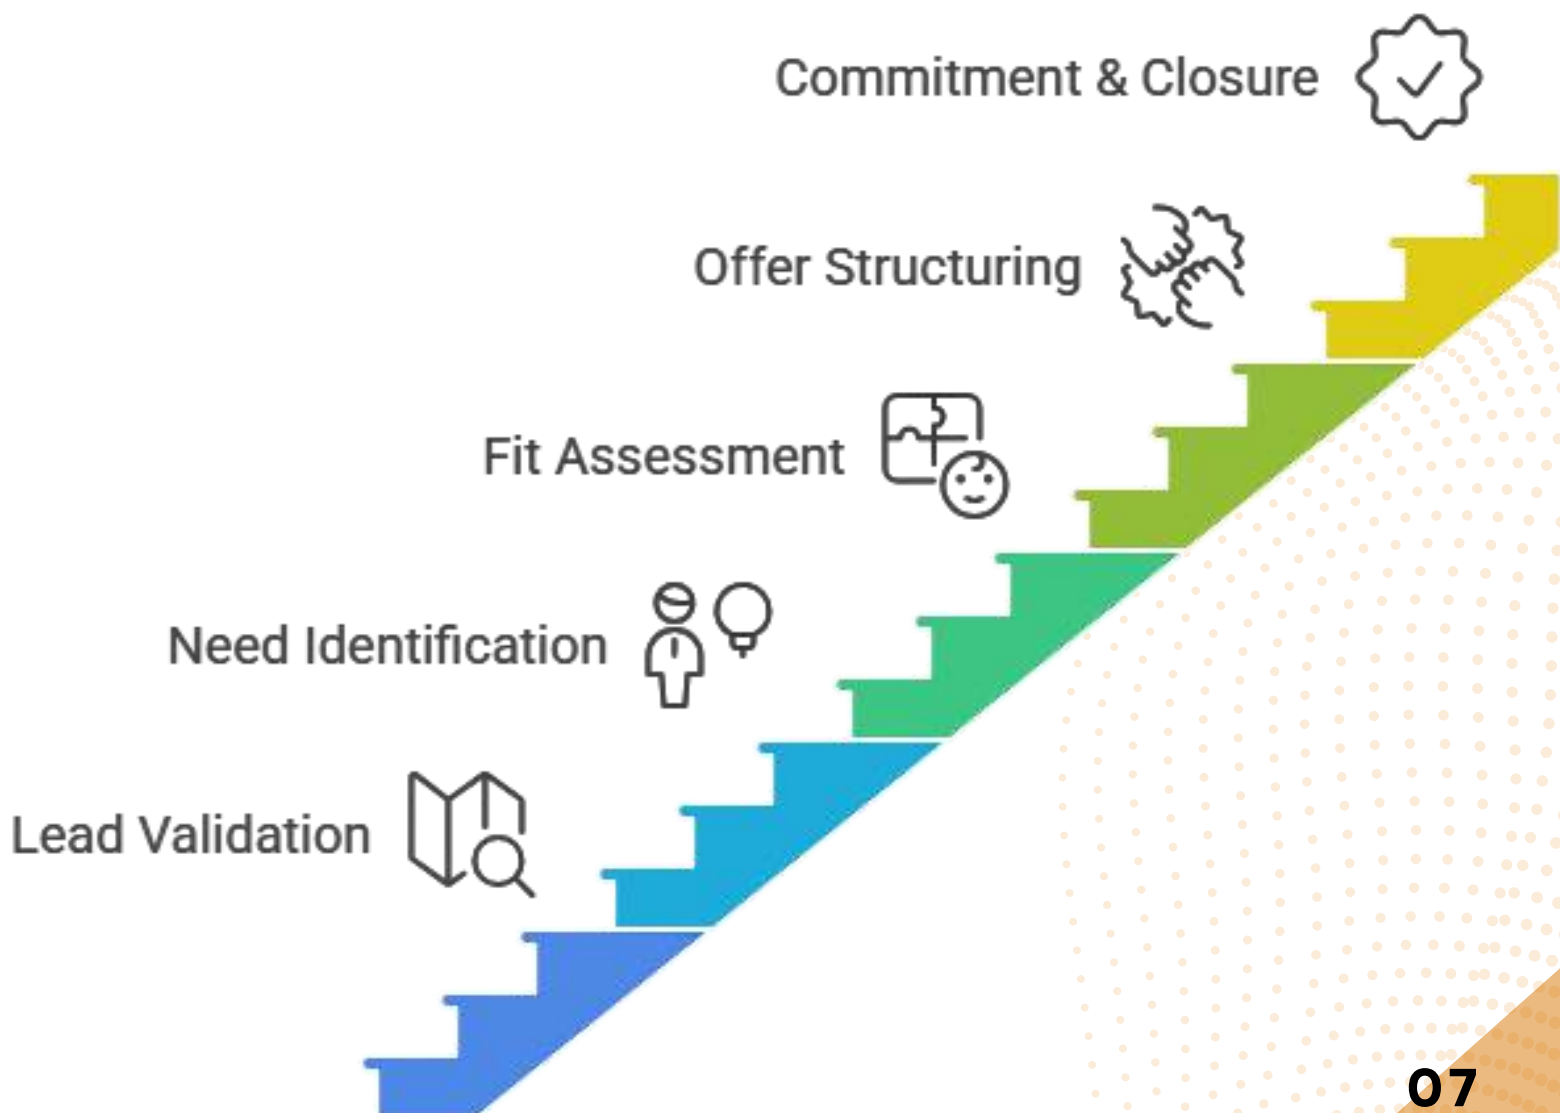 Commitment & Closure
Offer Structuring
Fit Assessment
Need Identification
Lead Validation
07